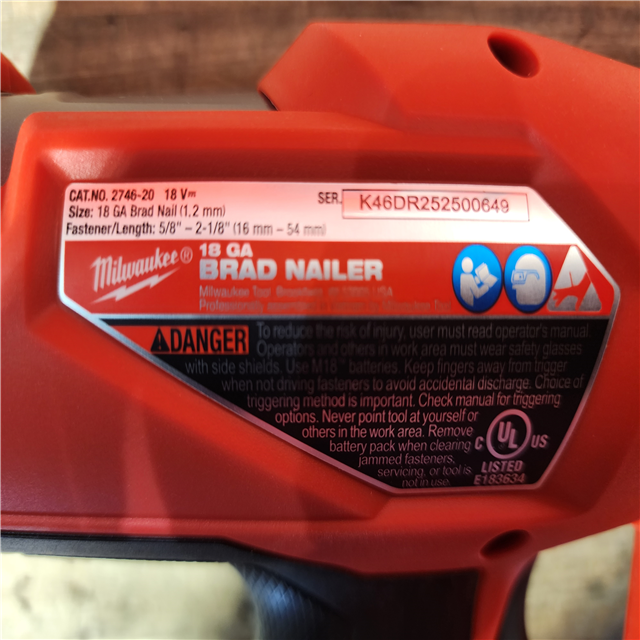 CAT.NO. 2746-20 18 V⎓
SER. K46DR252500649
Size: 18 GA Brad Nail (1,2 mm)
Fastener/Length: 5/8" – 2-1/8" (16 mm – 54 mm)
Milwaukee®
18 GA
BRAD NAILER
Milwaukee Tool, USA
Professionally
DANGER
To reduce the risk of injury, user must read operator's manual.
Operators and others in work area must wear safety glasses
with side shields. Use M18™ batteries. Keep fingers away from trigger
when not driving fasteners to avoid accidental discharge. Choice of
triggering method is important. Check manual for triggering
options. Never point tool at yourself or
others in the work area. Remove
battery pack when clearing
jammed fasteners,
servicing, or tool is
not in use.
C UL US
LISTED
E183634